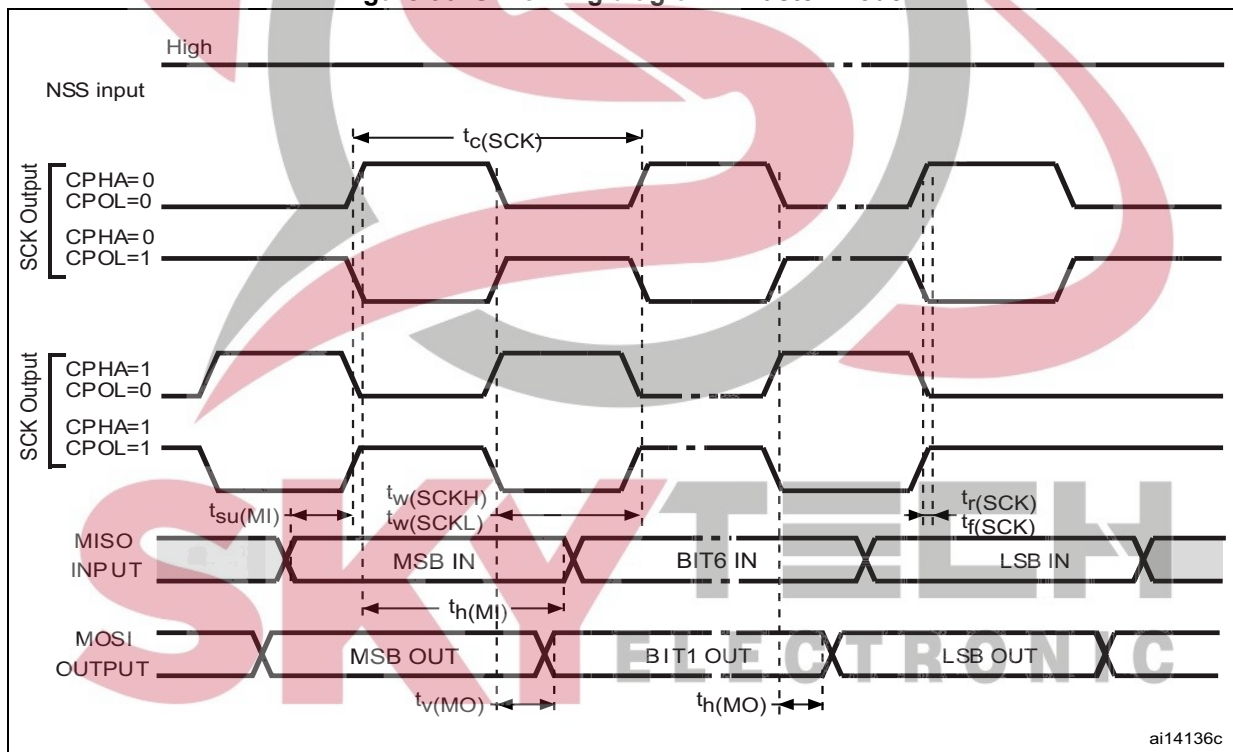 High
NSS input
tc(SCK)
SCK Output
CPHA=0
CPOL=0
CPHA=0
CPOL=1
SCK Output
CPHA=1
CPOL=0
CPHA=1
CPOL=1
tsu(MI)
tw(SCKH)
tw(SCKL)
tr(SCK)
tf(SCK)
MISO
INPUT
MSB IN
BIT6 IN
LSB IN
th(MI)
MOSI
OUTPUT
MSB OUT
BIT1 OUT
LSB OUT
tv(MO)
th(MO)
ai14136c
SKYTECH
ELECTRONIC